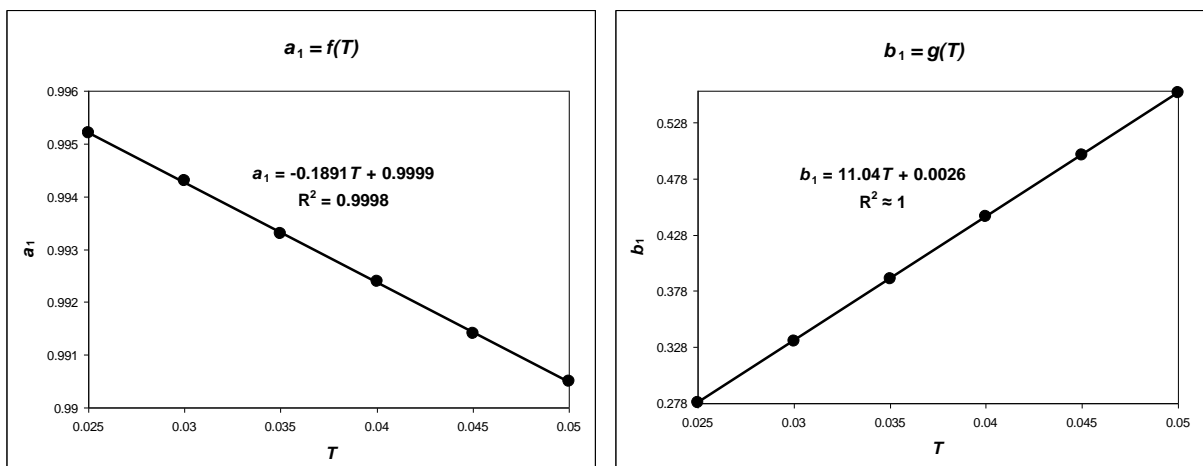 a₁ = f(T)
0.996
0.995
0.994
0.993
0.992
0.991
0.99
a₁
a₁ = -0.1891T + 0.9999
R² = 0.9998
0.025 0.03 0.035 0.04 0.045 0.05
T
b₁ = g(T)
0.528
0.478
0.428
0.378
0.328
0.278
b₁
b₁ = 11.04T + 0.0026
R² ≈ 1
0.025 0.03 0.035 0.04 0.045 0.05
T